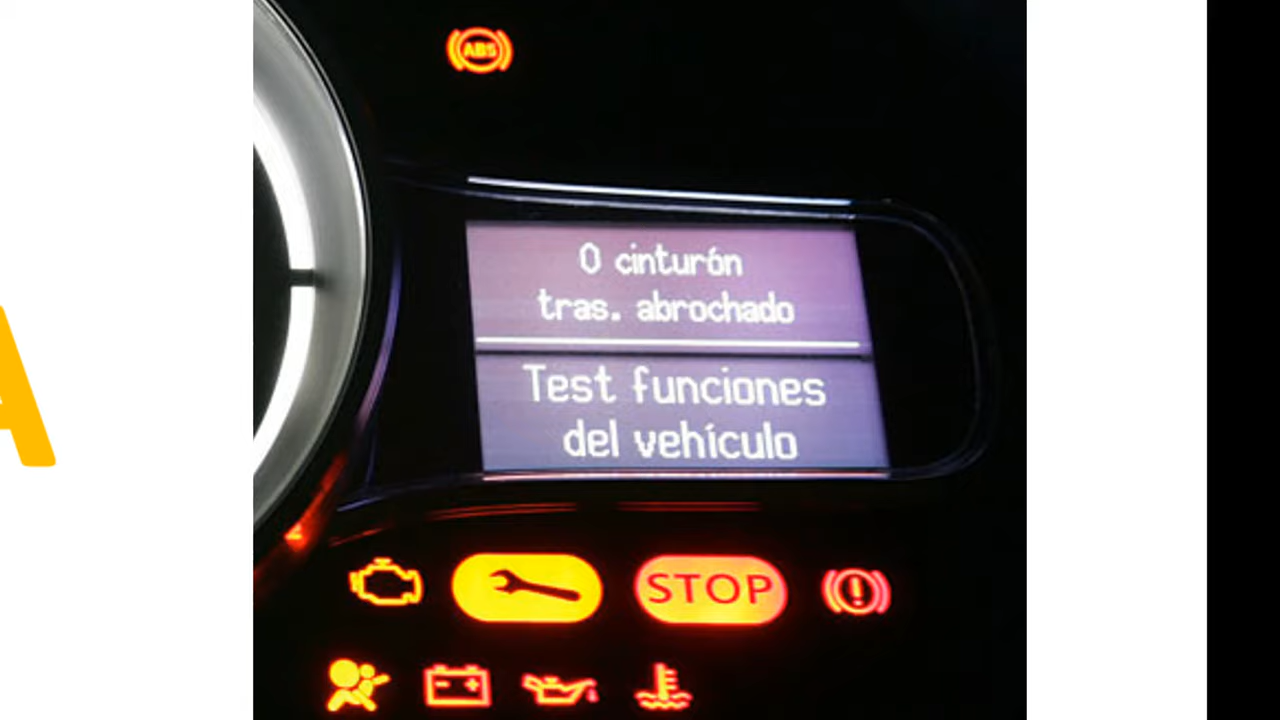 ABS
0 cinturón
tras. abrochado
Test funciones
del vehículo
STOP
A